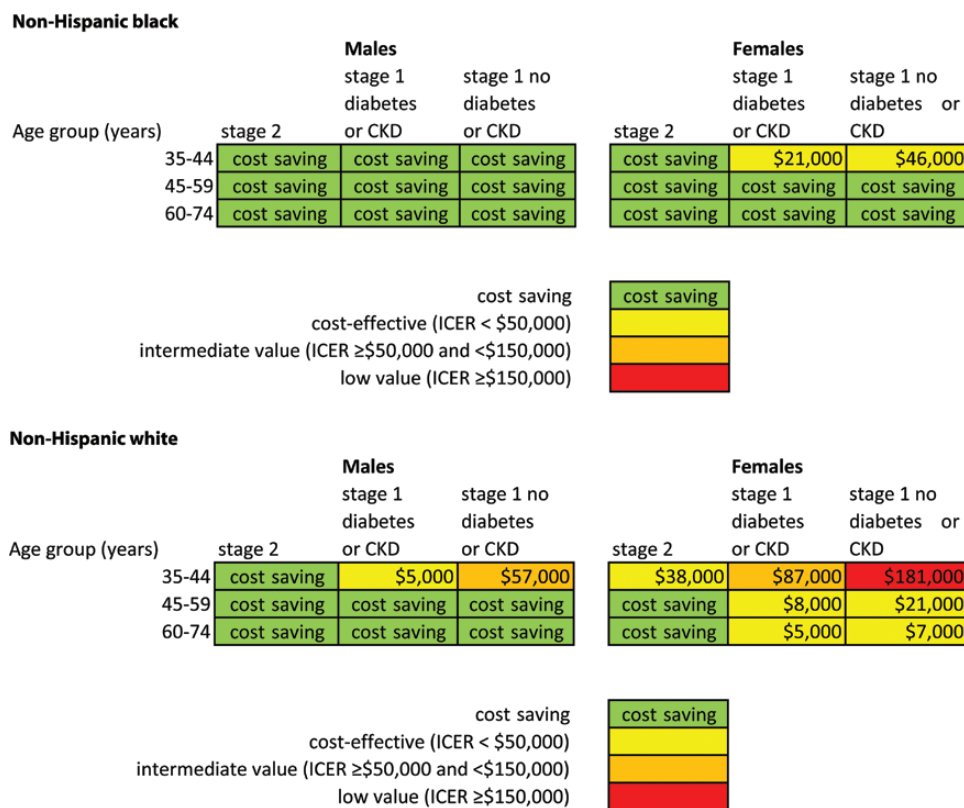 Non-Hispanic black
Males Females
stage 1 stage 1 no stage 1 stage 1 no
diabetes diabetes diabetes diabetes or
Age group (years) stage 2 or CKD or CKD stage 2 or CKD CKD
35-44 cost saving cost saving cost saving cost saving $21,000 $46,000
45-59 cost saving cost saving cost saving cost saving cost saving cost saving
60-74 cost saving cost saving cost saving cost saving cost saving cost saving
cost saving cost saving
cost-effective (ICER < $50,000)
intermediate value (ICER ≥$50,000 and <$150,000)
low value (ICER ≥$150,000)
Non-Hispanic white
Males Females
stage 1 stage 1 no stage 1 stage 1 no
diabetes diabetes diabetes diabetes or
Age group (years) stage 2 or CKD or CKD stage 2 or CKD CKD
35-44 cost saving $5,000 $57,000 $38,000 $87,000 $181,000
45-59 cost saving cost saving cost saving cost saving $8,000 $21,000
60-74 cost saving cost saving cost saving cost saving $5,000 $7,000
cost saving cost saving
cost-effective (ICER < $50,000)
intermediate value (ICER ≥$50,000 and <$150,000)
low value (ICER ≥$150,000)